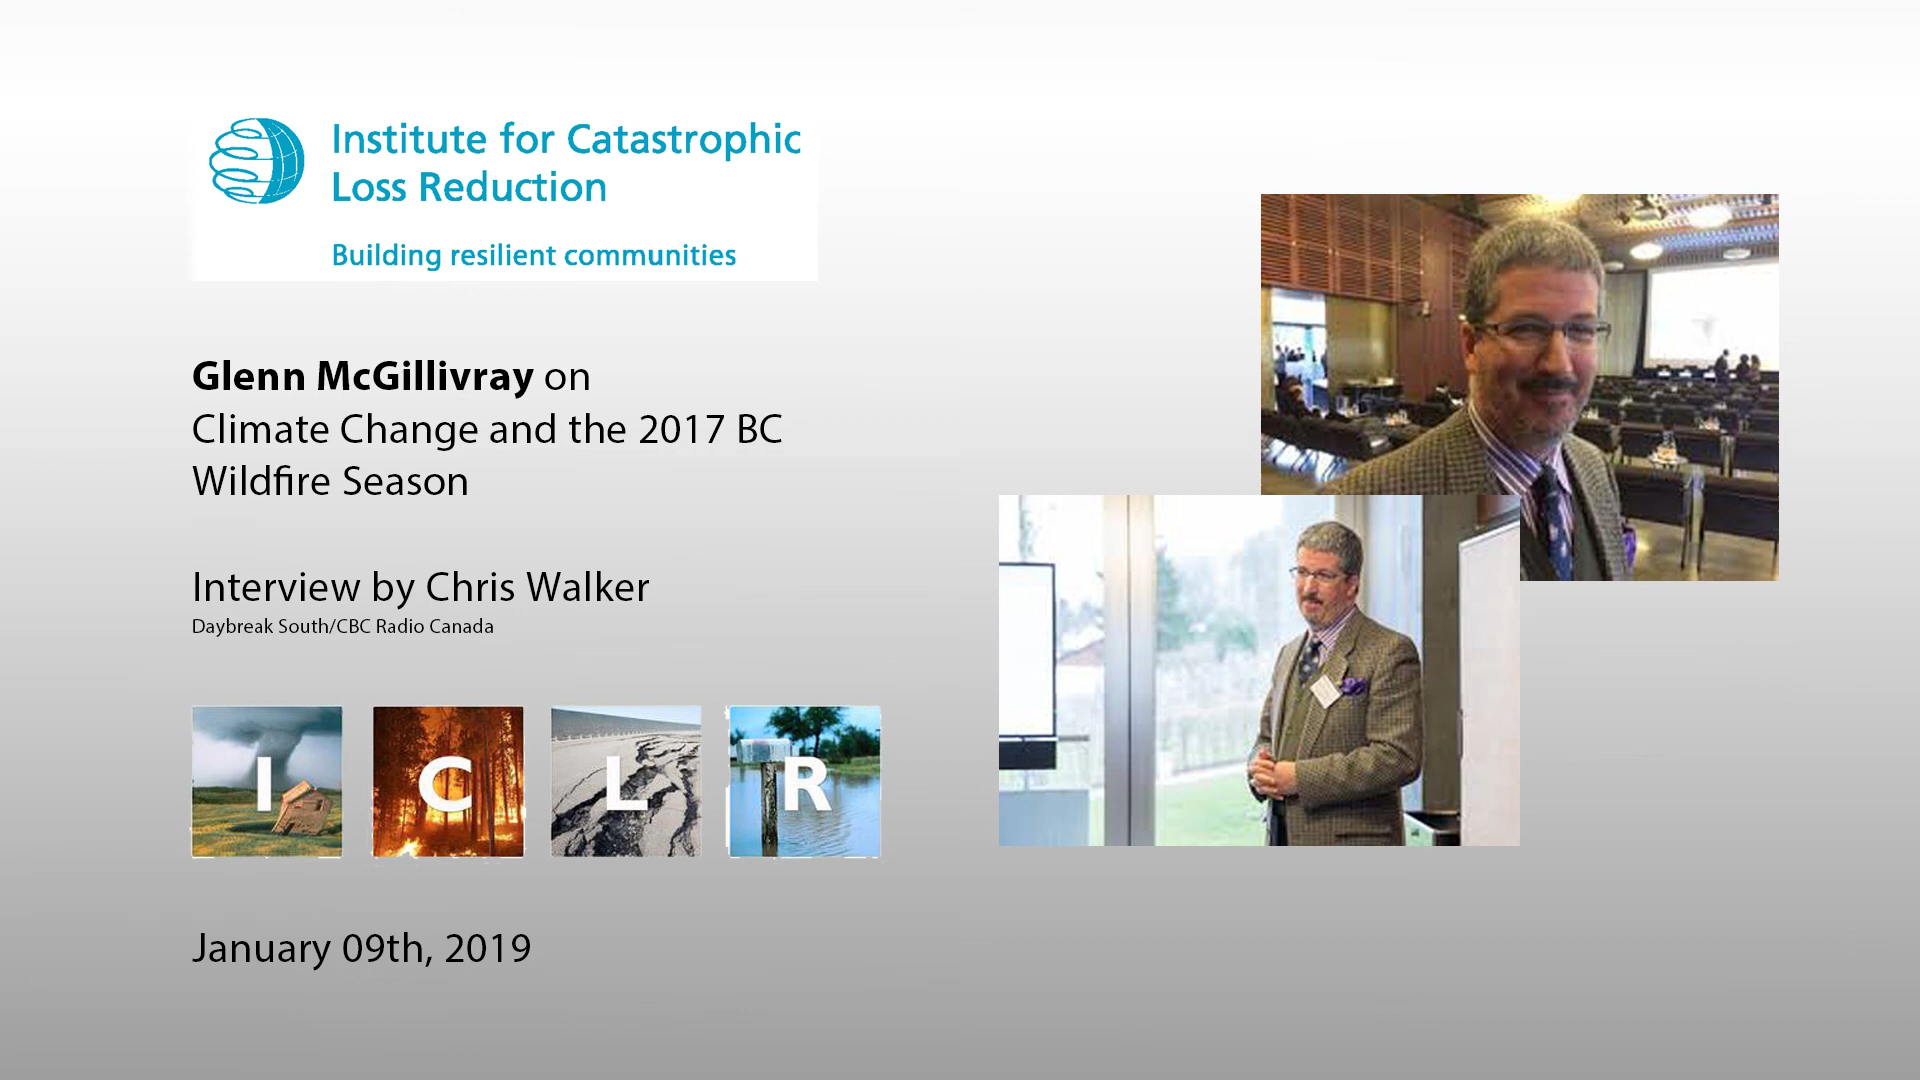 Institute for Catastrophic
Loss Reduction
Building resilient communities
Glenn McGillivray on
Climate Change and the 2017 BC
Wildfire Season
Interview by Chris Walker
Daybreak South/CBC Radio Canada
I C L R
January 09th, 2019